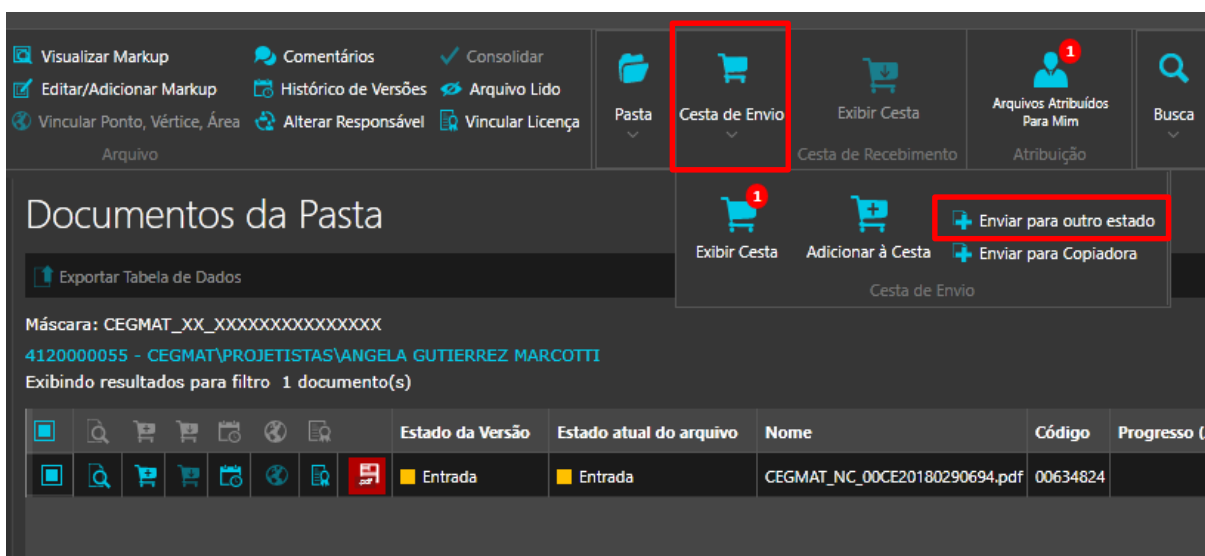 Visualizar Markup
Comentários
Consolidar
Editar/Adicionar Markup
Histórico de Versões
Arquivo Lido
Vincular Ponto, Vértice, Área
Alterar Responsável
Vincular Licença
Arquivo
Pasta
Cesta de Envio
Exibir Cesta
Cesta de Recebimento
1
Arquivos Atribuídos
Para Mim
Atribuição
Busca
Documentos da Pasta
1
Exibir Cesta
Adicionar à Cesta
Enviar para outro estado
Enviar para Copiadora
Cesta de Envio
Exportar Tabela de Dados
Máscara: CEGMAT_XX_XXXXXXXXXXXXXXX
4120000055 - CEGMAT\PROJETISTAS\ANGELA GUTIERREZ MARCOTTI
Exibindo resultados para filtro 1 documento(s)
Estado da Versão Estado atual do arquivo Nome Código Progresso (
Entrada Entrada CEGMAT_NC_00CE20180290694.pdf 00634824